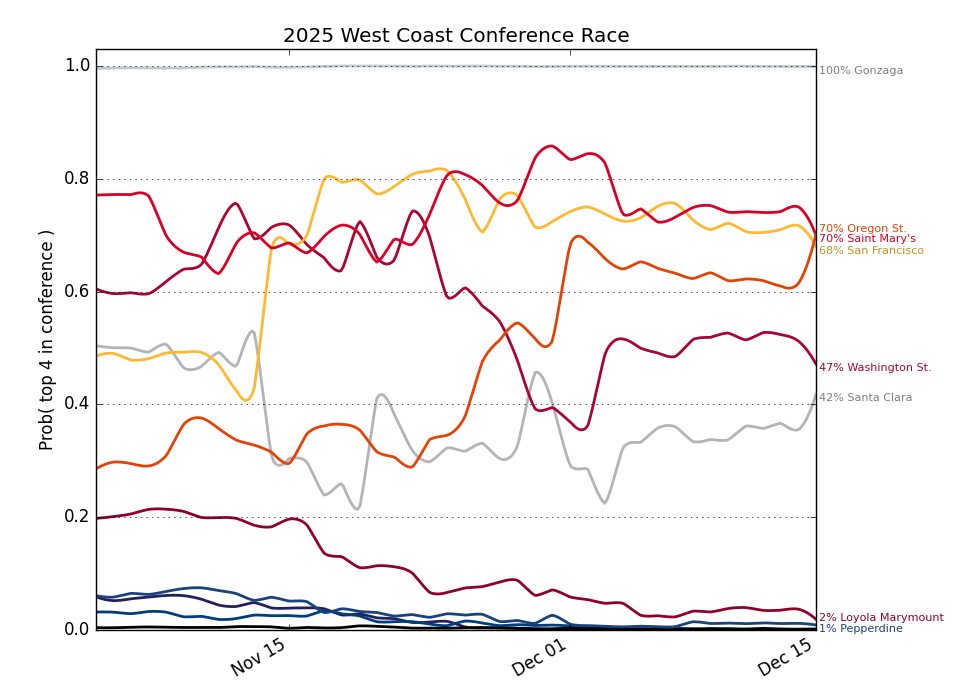 2025 West Coast Conference Race
Prob( top 4 in conference )
1.0
0.8
0.6
0.4
0.2
0.0
Nov 15
Dec 01
Dec 15
100% Gonzaga
70% Oregon St.
70% Saint Mary's
68% San Francisco
47% Washington St.
42% Santa Clara
2% Loyola Marymount
1% Pepperdine